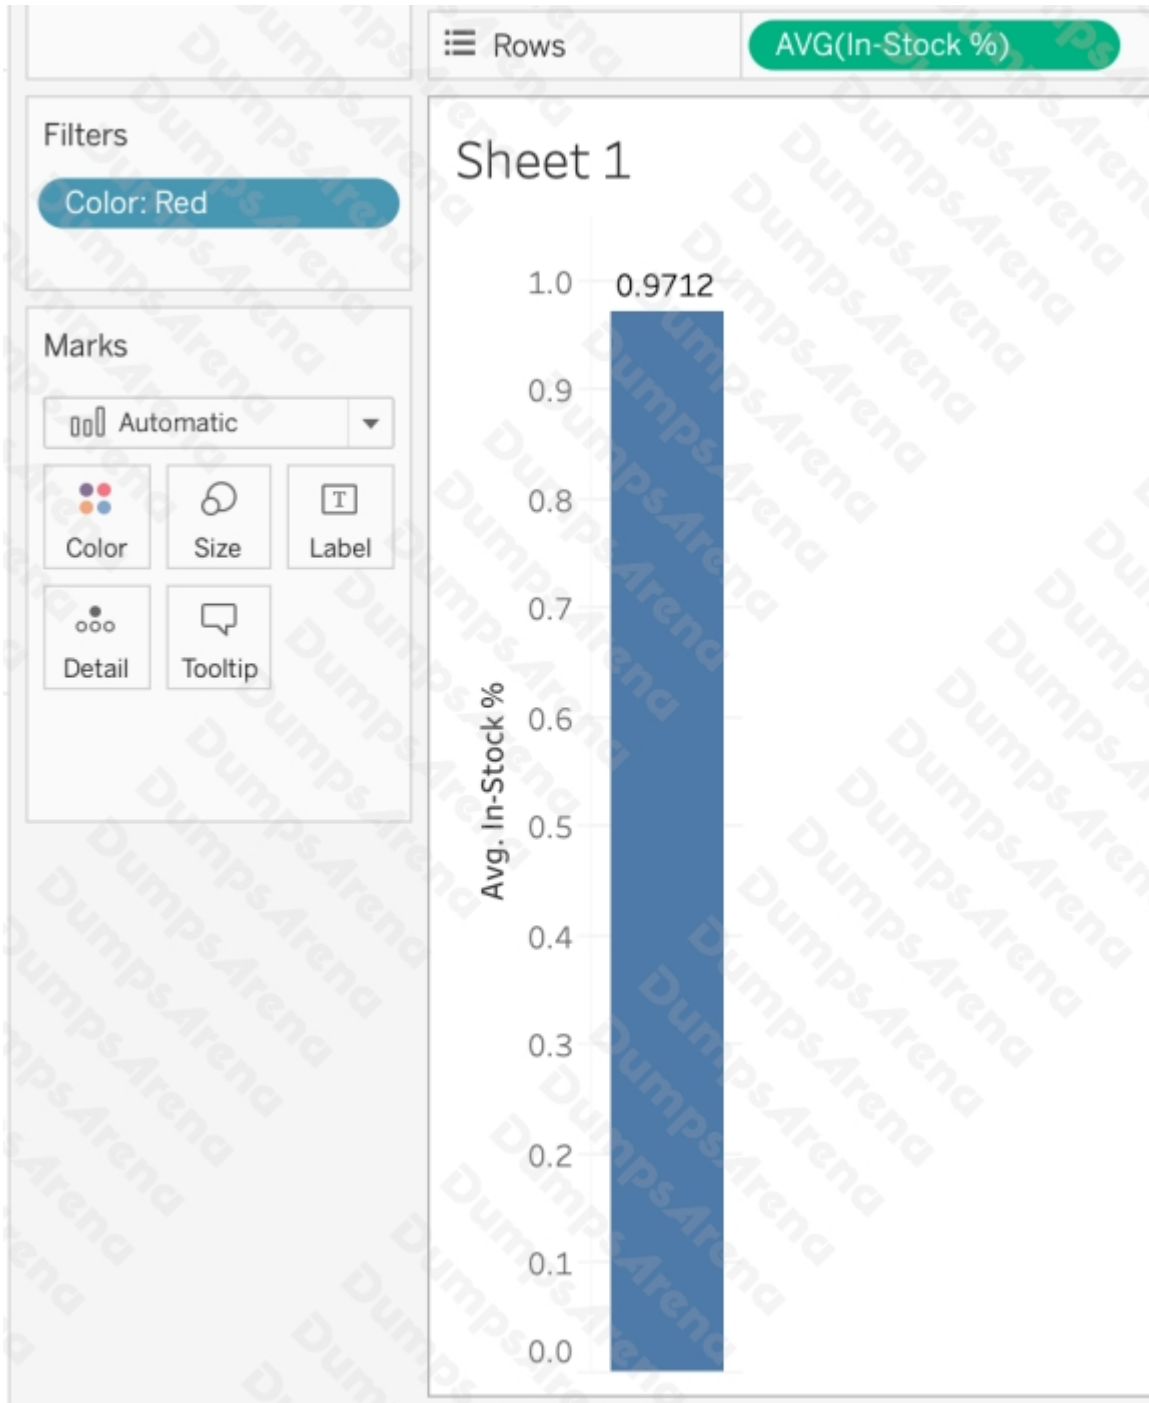 Rows
AVG(In-Stock %)
Filters
Color: Red
Marks
Automatic
Color
Size
Label
Detail
Tooltip
Sheet 1
0.9712
1.0
0.9
0.8
0.7
0.6
0.5
0.4
0.3
0.2
0.1
0.0
Avg. In-Stock %
DumpsArena